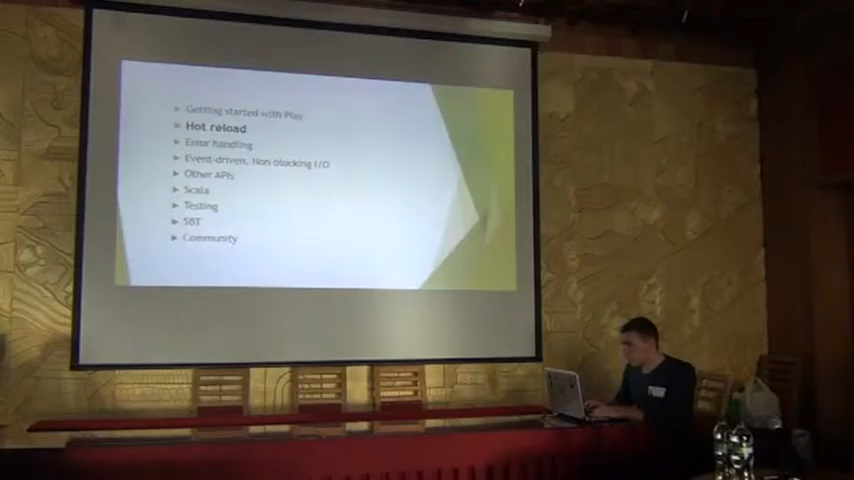 Getting started with Play
Hot reload
Error handling
Event-driven, Non-blocking I/O
Other APIs
Scala
Testing
SBT
Community